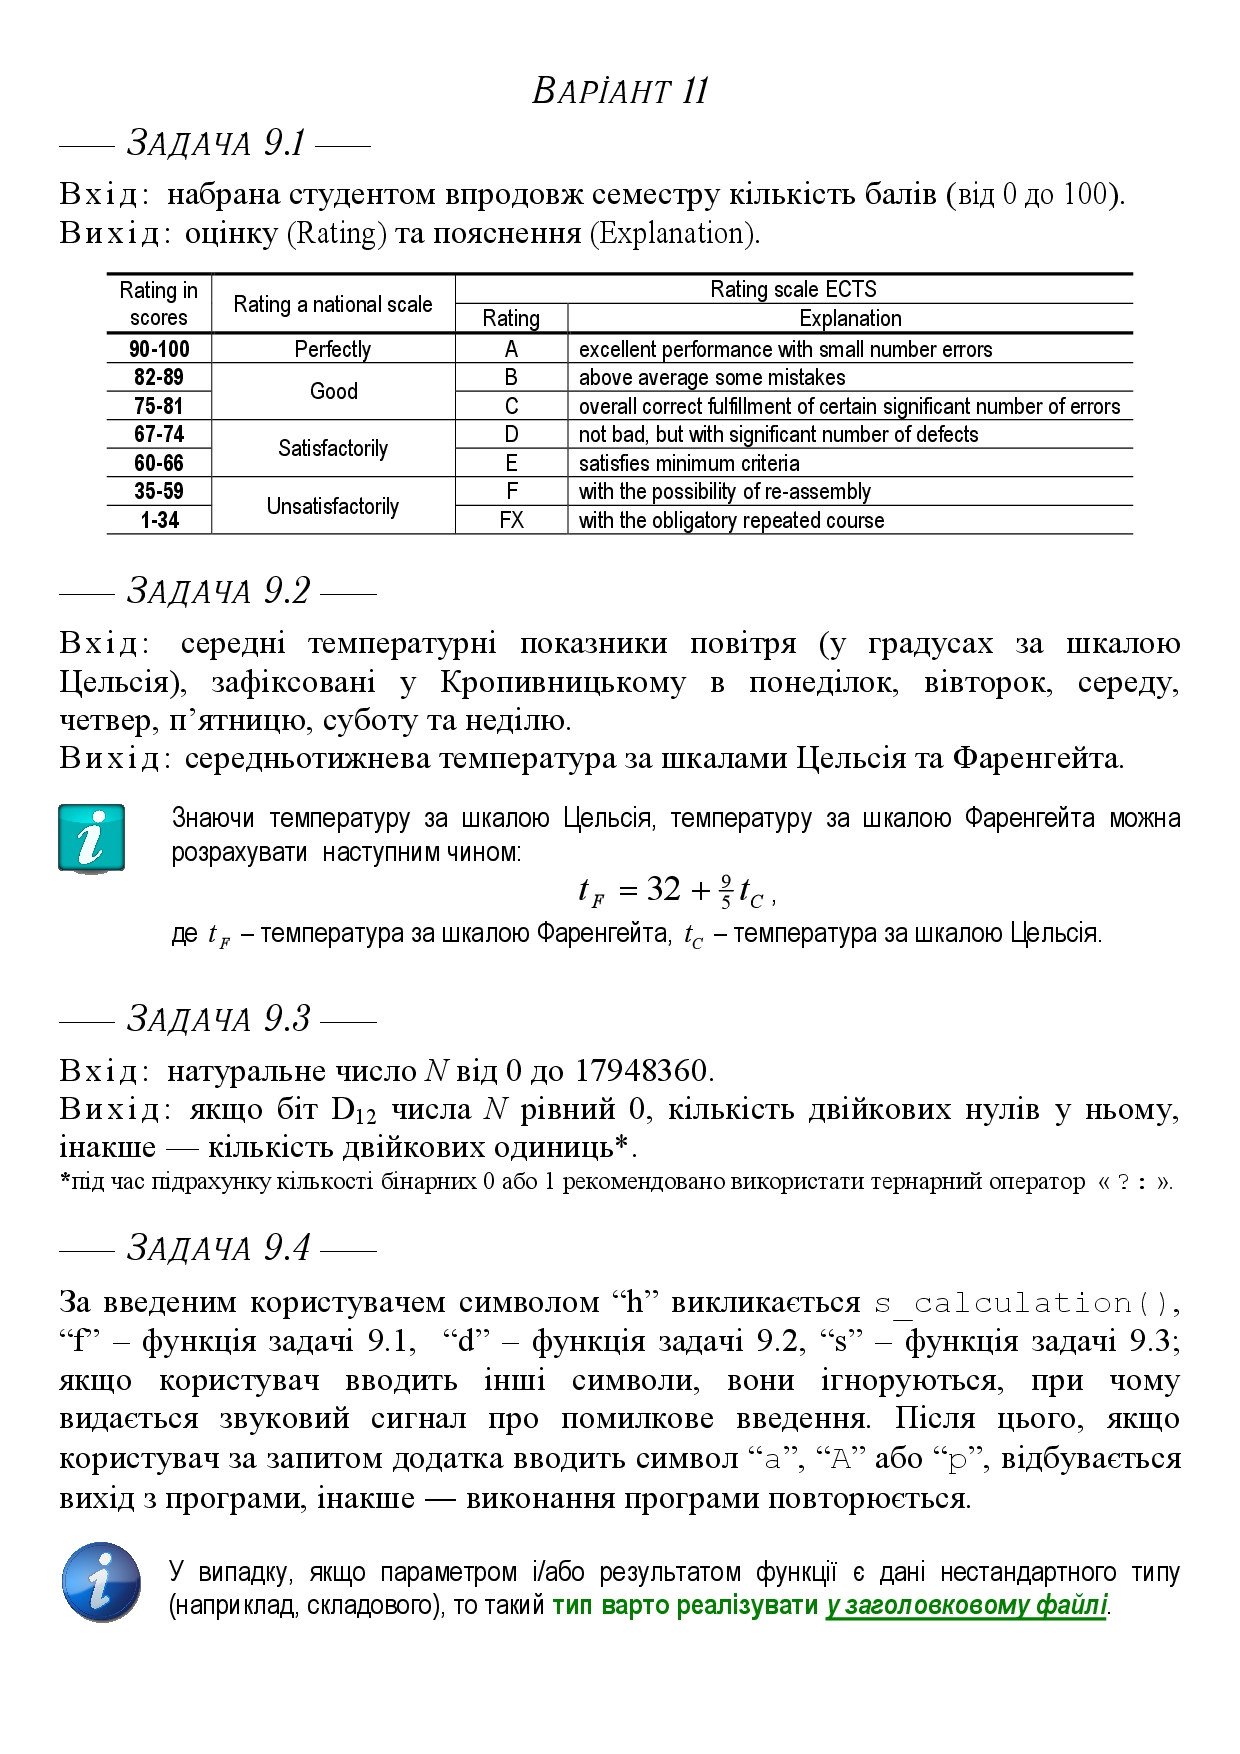 ВАРІАНТ 11
ЗАДАЧА 9.1
Вхід: набрана студентом впродовж семестру кількість балів (від 0 до 100).
Вихід: оцінку (Rating) та пояснення (Explanation).
Rating in scores | Rating a national scale | Rating scale ECTS
Rating | Explanation
90-100 | Perfectly | A | excellent performance with small number errors
82-89 | Good | B | above average some mistakes
75-81 | C | overall correct fulfillment of certain significant number of errors
67-74 | Satisfactorily | D | not bad, but with significant number of defects
60-66 | E | satisfies minimum criteria
35-59 | Unsatisfactorily | F | with the possibility of re-assembly
1-34 | FX | with the obligatory repeated course
ЗАДАЧА 9.2
Вхід: середні температурні показники повітря (у градусах за шкалою
Цельсія), зафіксовані у Кропивницькому в понеділок, вівторок, середу,
четвер, п’ятницю, суботу та неділю.
Вихід: середньотижнева температура за шкалами Цельсія та Фаренгейта.
Знаючи температуру за шкалою Цельсія, температуру за шкалою Фаренгейта можна
розрахувати наступним чином:
t_F = 32 + 9/5 t_C ,
де t_F – температура за шкалою Фаренгейта, t_C – температура за шкалою Цельсія.
ЗАДАЧА 9.3
Вхід: натуральне число N від 0 до 17948360.
Вихід: якщо біт D12 числа N рівний 0, кількість двійкових нулів у ньому,
інакше — кількість двійкових одиниць*.
*під час підрахунку кількості бінарних 0 або 1 рекомендовано використати тернарний оператор « ? : ».
ЗАДАЧА 9.4
За введеним користувачем символом “h” викликається s_calculation(),
“f” – функція задачі 9.1, “d” – функція задачі 9.2, “s” – функція задачі 9.3;
якщо користувач вводить інші символи, вони ігноруються, при чому
видається звуковий сигнал про помилкове введення. Після цього, якщо
користувач за запитом додатка вводить символ “a”, “A” або “p”, відбувається
вихід з програми, інакше — виконання програми повторюється.
У випадку, якщо параметром і/або результатом функції є дані нестандартного типу
(наприклад, складового), то такий тип варто реалізувати у заголовковому файлі.